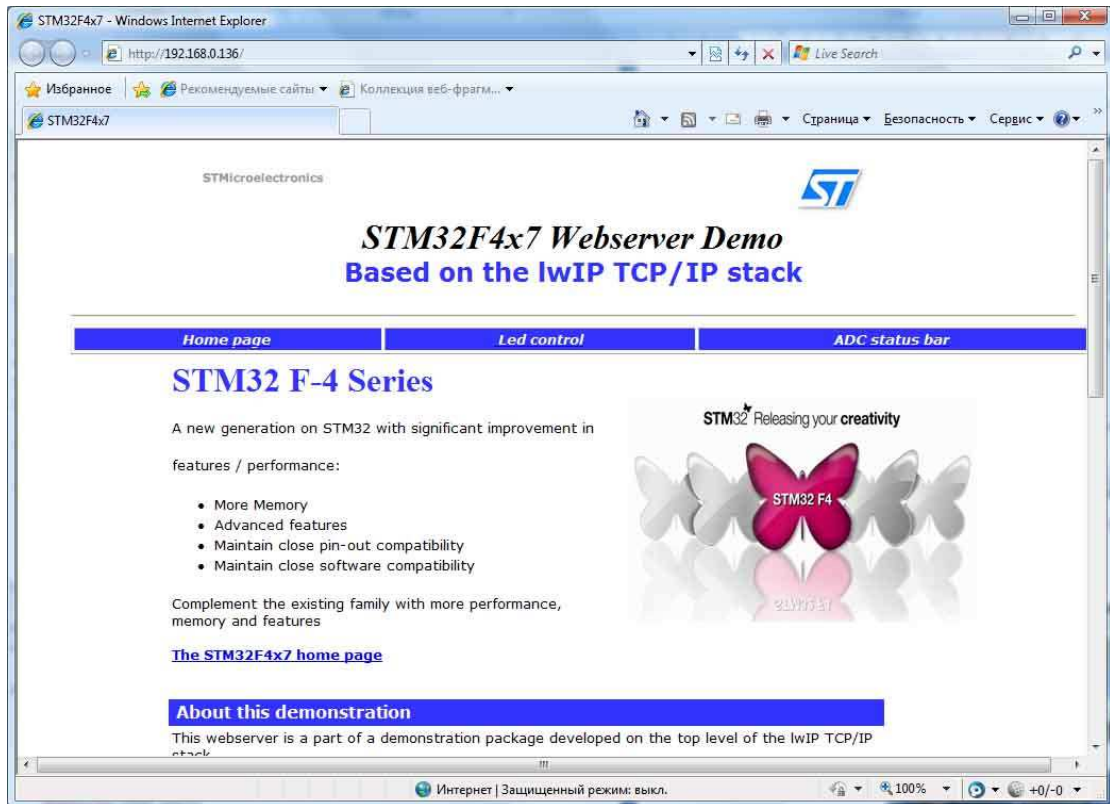 STM32F4x7 - Windows Internet Explorer
http://192.168.0.136/
Live Search
Избранное
Рекомендуемые сайты
Коллекция веб-фрагм...
STM32F4x7
Страница
Безопасность
Сервис
STMicroelectronics
ST
STM32F4x7 Webserver Demo
Based on the lwIP TCP/IP stack
Home page
Led control
ADC status bar
STM32 F-4 Series
A new generation on STM32 with significant improvement in
features / performance:
• More Memory
• Advanced features
• Maintain close pin-out compatibility
• Maintain close software compatibility
Complement the existing family with more performance,
memory and features
The STM32F4x7 home page
STM32 Releasing your creativity
STM32 F4
About this demonstration
This webserver is a part of a demonstration package developed on the top level of the lwIP TCP/IP
stack
Интернет | Защищенный режим: выкл.
100%
+0/-0